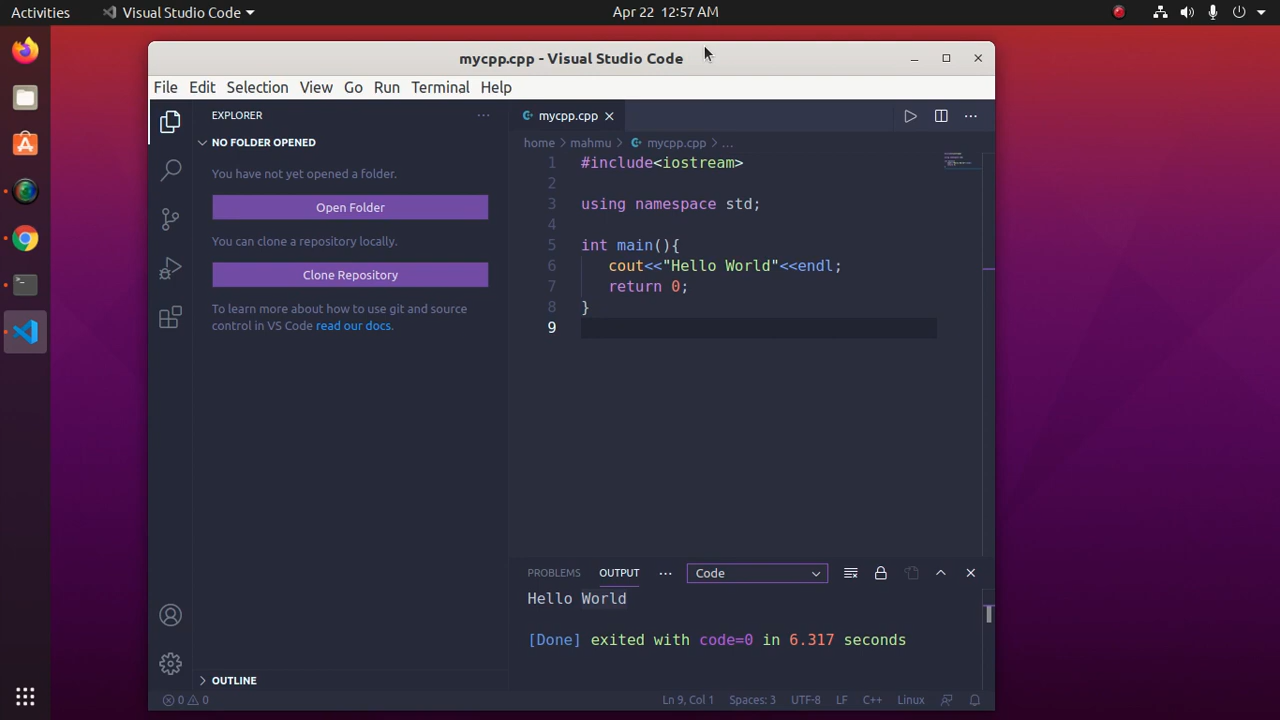 Activities
Visual Studio Code
Apr 22 12:57 AM
mycpp.cpp - Visual Studio Code
File Edit Selection View Go Run Terminal Help
EXPLORER
NO FOLDER OPENED
You have not yet opened a folder.
Open Folder
You can clone a repository locally.
Clone Repository
To learn more about how to use git and source
control in VS Code read our docs.
OUTLINE
mycpp.cpp
home > mahmu > mycpp.cpp > ...
1 #include<iostream>
2
3 using namespace std;
4
5 int main(){
6 cout<<"Hello World"<<endl;
7 return 0;
8 }
9
PROBLEMS OUTPUT ... Code
Hello World
[Done] exited with code=0 in 6.317 seconds
0 0
Ln 9, Col 1 Spaces: 3 UTF-8 LF C++ Linux